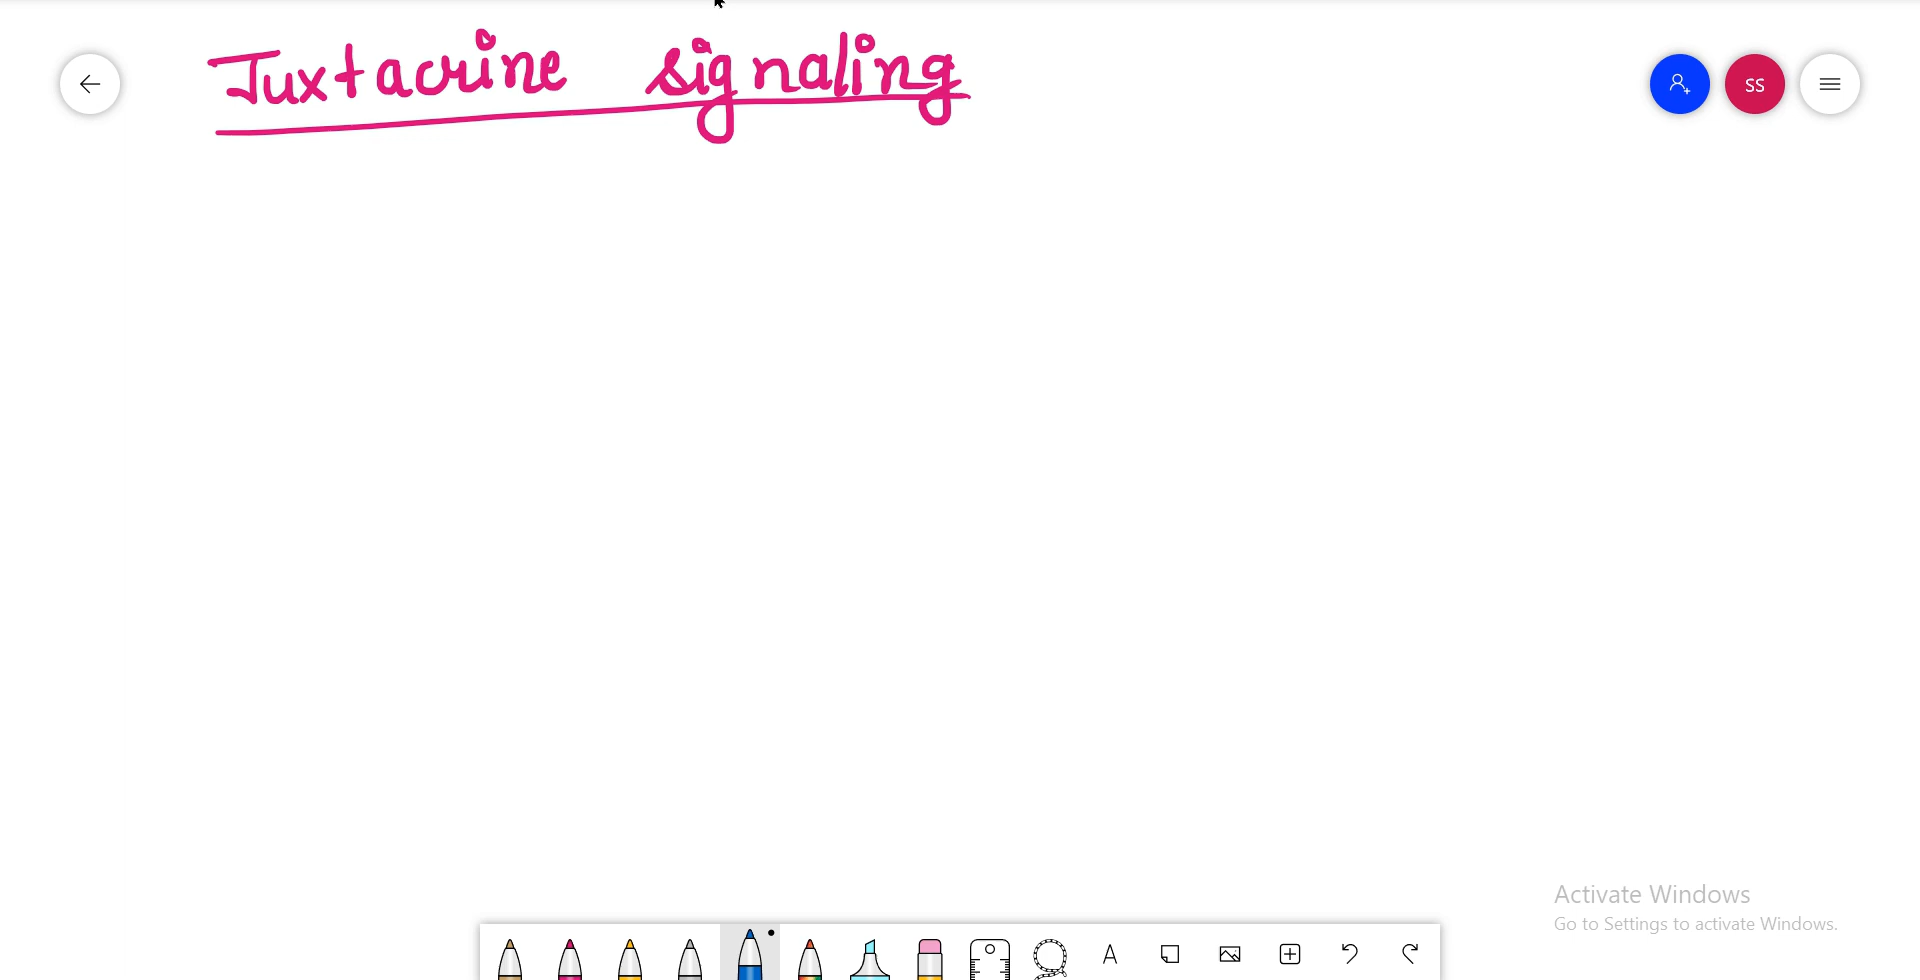 Juxtacrine signaling
SS
Activate Windows
Go to Settings to activate Windows.
A